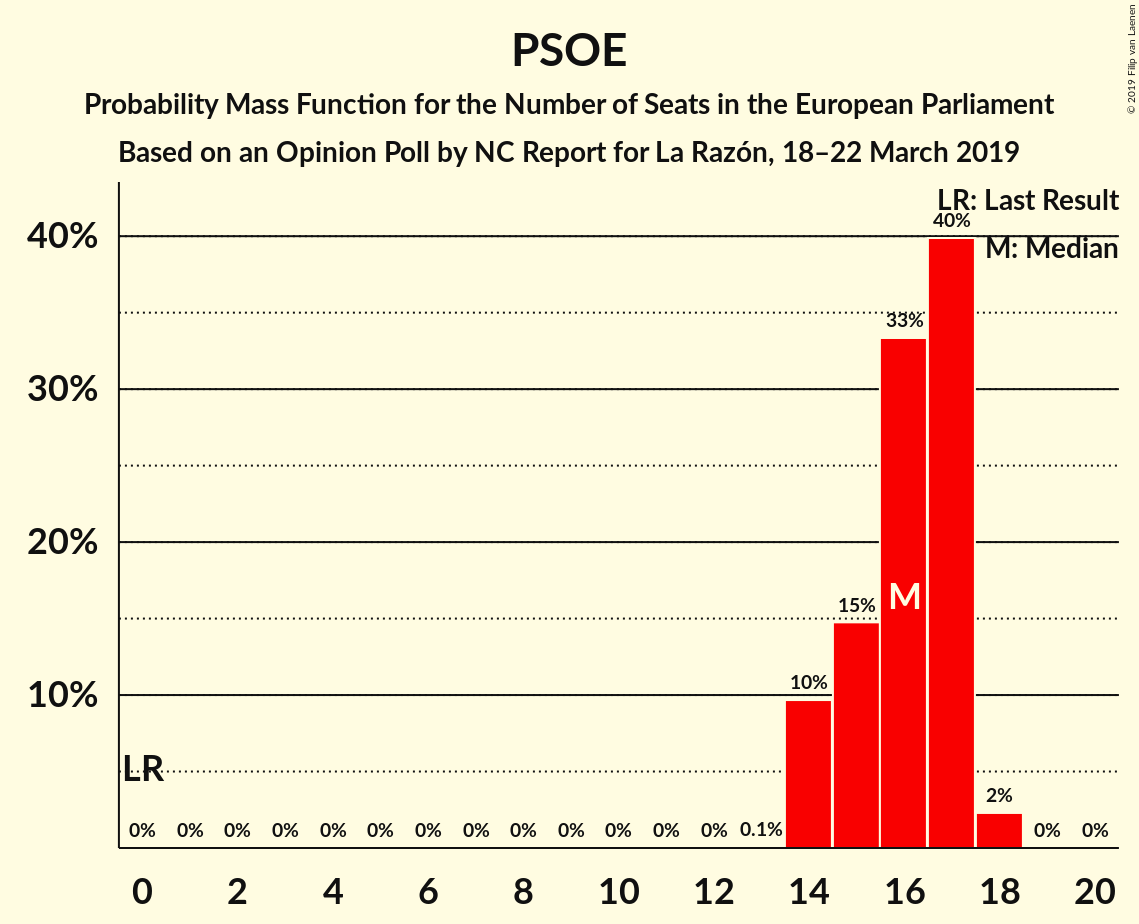 PSOE
Probability Mass Function for the Number of Seats in the European Parliament
Based on an Opinion Poll by NC Report for La Razón, 18–22 March 2019
© 2019 Filip van Laenen
LR: Last Result
M: Median
40%
30%
20%
10%
40%
33%
15%
10%
2%
M
LR
0% 0% 0% 0% 0% 0% 0% 0% 0% 0% 0% 0% 0% 0.1% 0% 0%
0 2 4 6 8 10 12 14 16 18 20